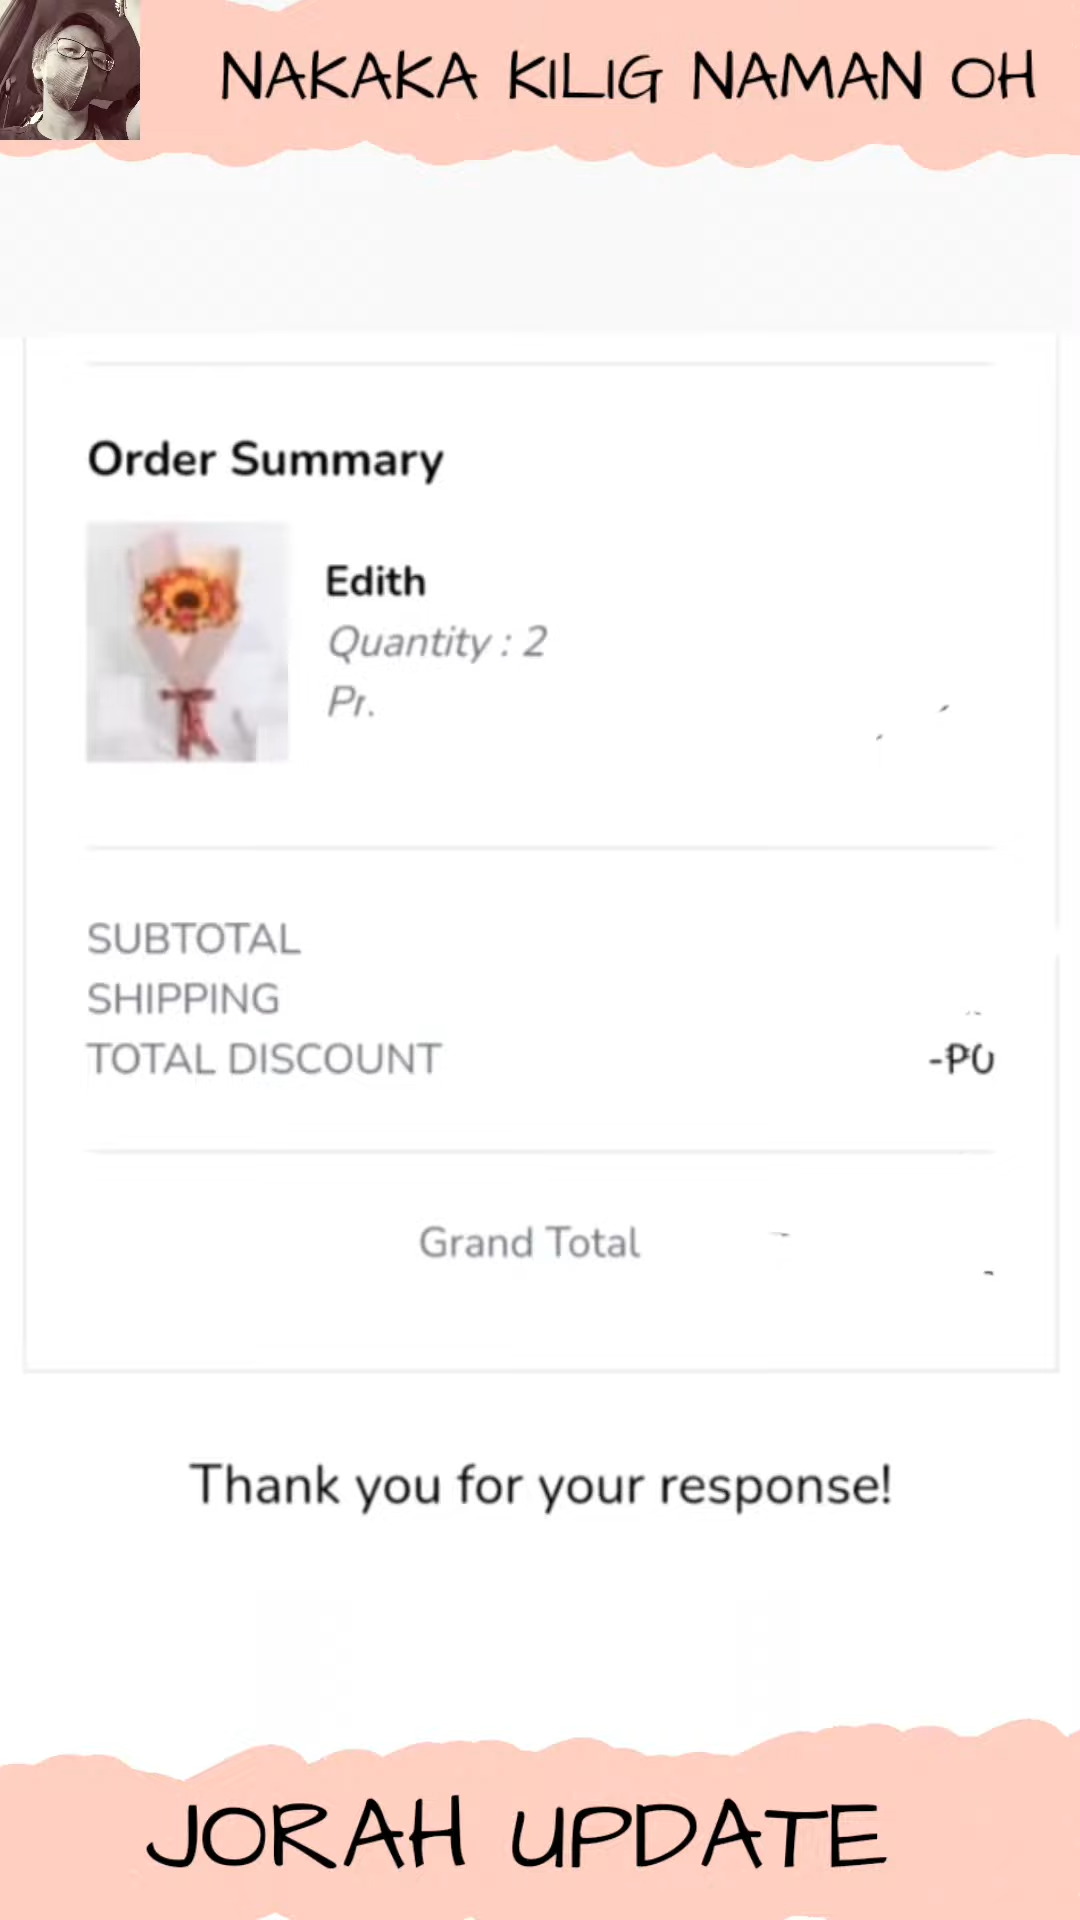 NAKAKA KILIG NAMAN OH
Order Summary
Edith
Quantity : 2
Pr.
SUBTOTAL
SHIPPING
TOTAL DISCOUNT
-P0
Grand Total
Thank you for your response!
JORAH UPDATE